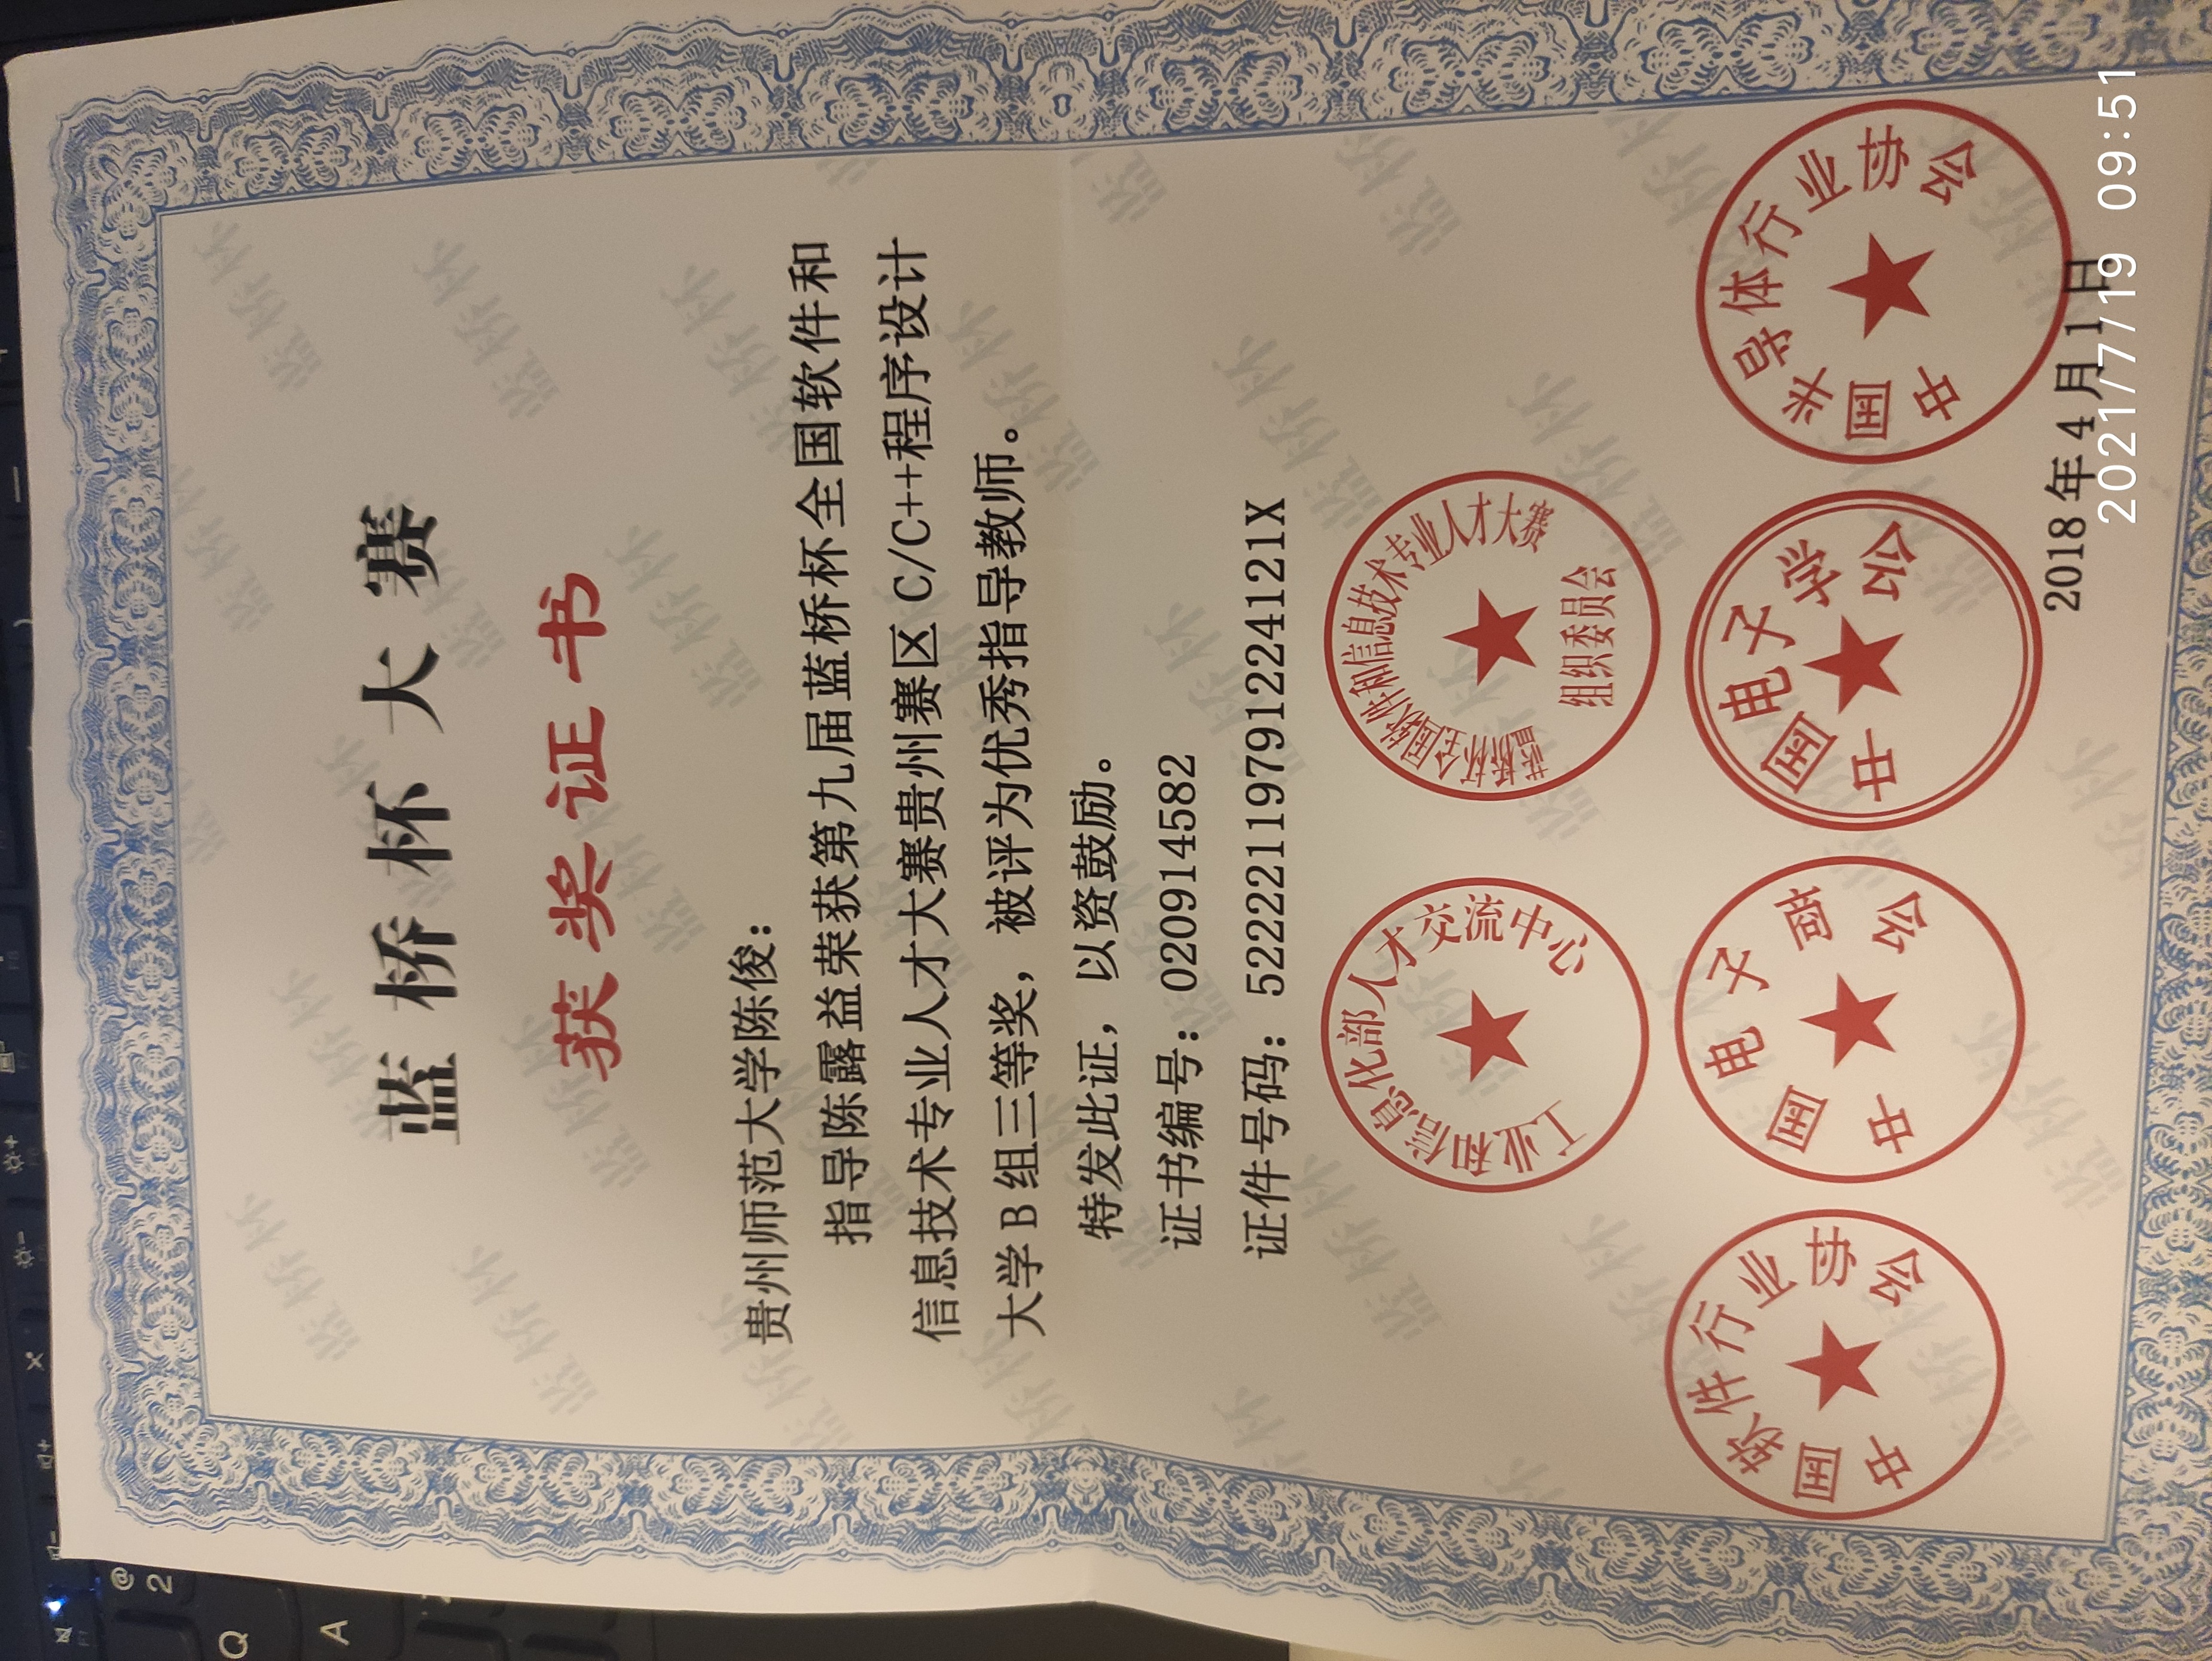 蓝桥杯大赛
获奖证书
贵州师范大学陈俊：
指导陈露益荣获第九届蓝桥杯全国软件和
信息技术专业人才大赛贵州赛区 C/C++程序设计
大学 B 组三等奖，被评为优秀指导教师。
特发此证，以资鼓励。
证书编号：020914582
证件号码：52222119791224121X
工业和信息化部人才交流中心
蓝桥杯全国软件和信息技术专业人才大赛
组织委员会
中国软件行业协会
中国电子商会
中国电子学会
中国半导体行业协会
2018 年 4 月 1 日
2021/7/19 09:51
蓝桥杯
@
2
Q
A